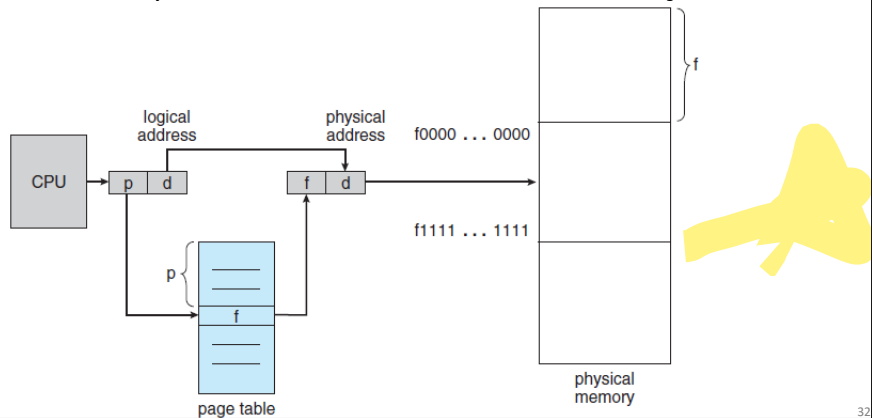 logical
address
physical
address
f0000 ... 0000
f
CPU
p d
f d
f1111 ... 1111
p
f
page table
physical
memory
32